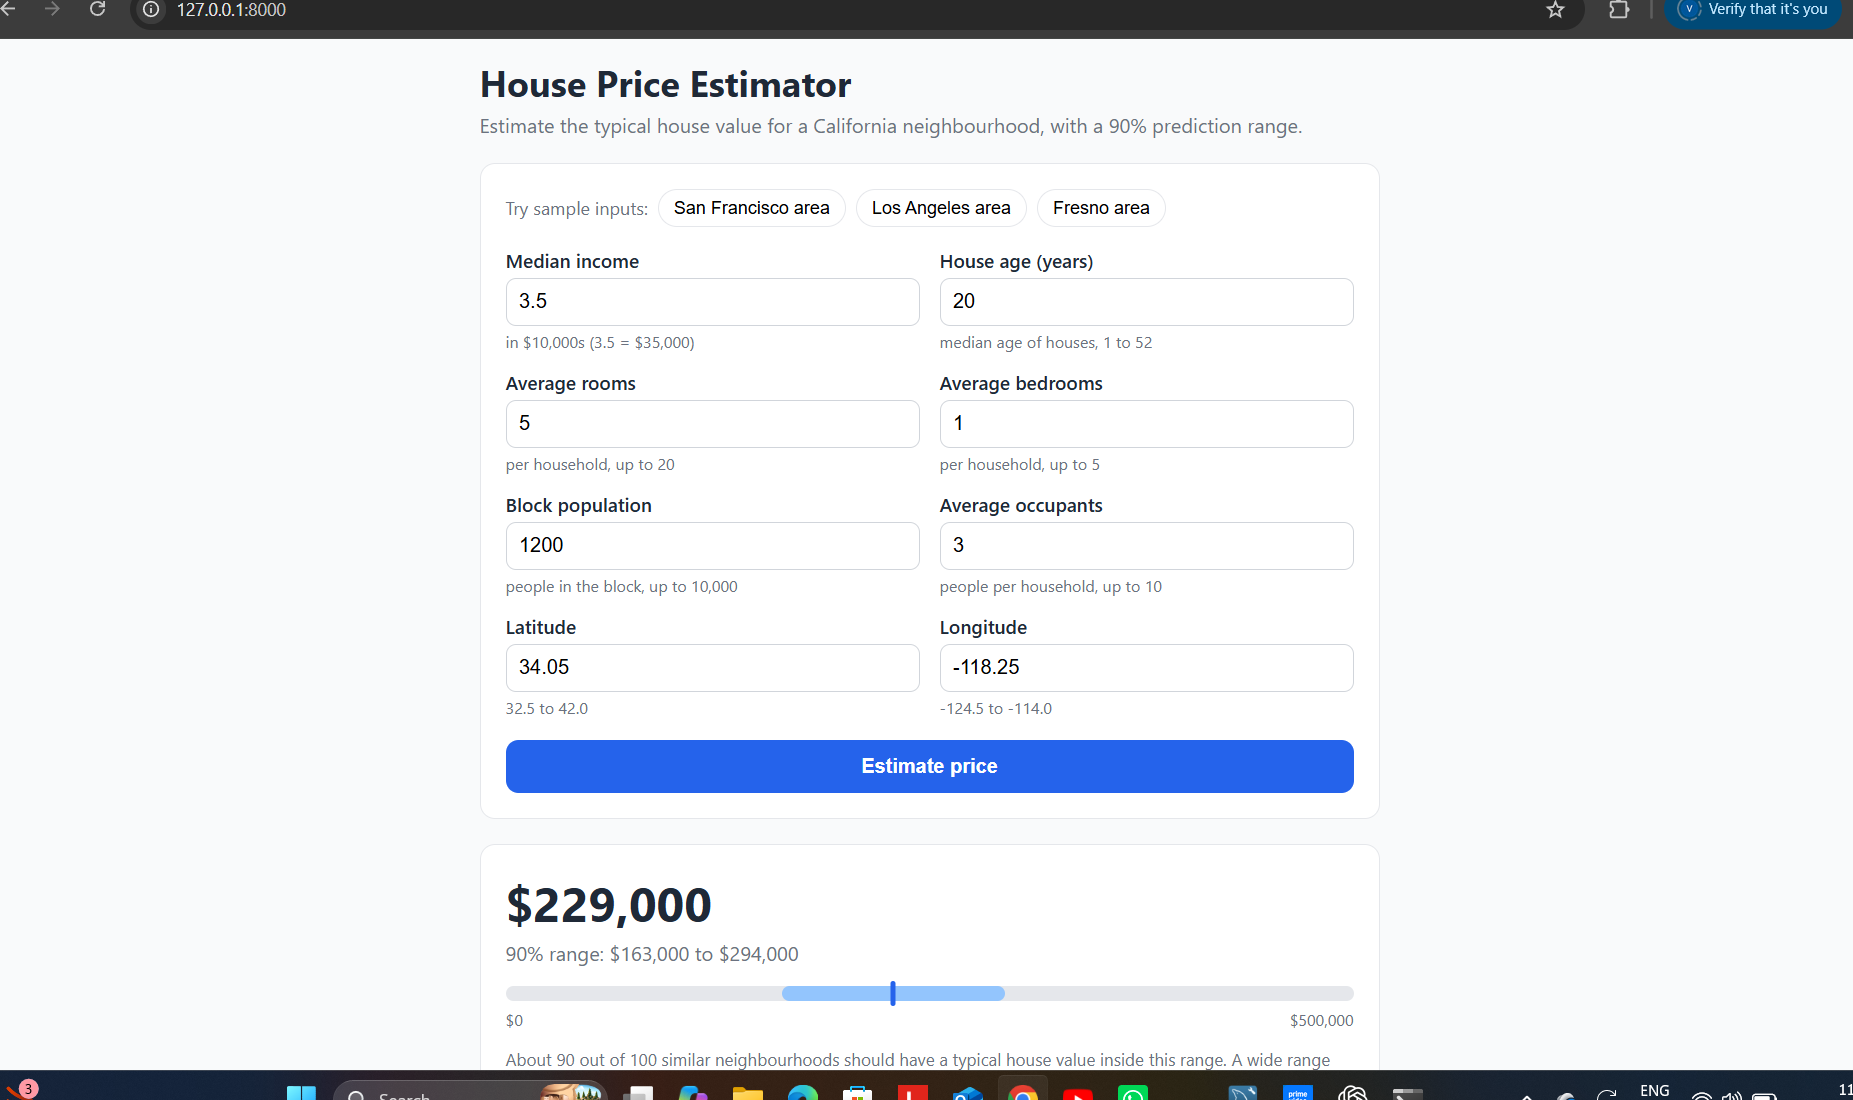 127.0.0.1:8000
Verify that it's you
House Price Estimator
Estimate the typical house value for a California neighbourhood, with a 90% prediction range.
Try sample inputs: San Francisco area Los Angeles area Fresno area
Median income House age (years)
3.5 20
in $10,000s (3.5 = $35,000) median age of houses, 1 to 52
Average rooms Average bedrooms
5 1
per household, up to 20 per household, up to 5
Block population Average occupants
1200 3
people in the block, up to 10,000 people per household, up to 10
Latitude Longitude
34.05 -118.25
32.5 to 42.0 -124.5 to -114.0
Estimate price
$229,000
90% range: $163,000 to $294,000
$0 $500,000
About 90 out of 100 similar neighbourhoods should have a typical house value inside this range. A wide range
3
Search
prime
ENG
11